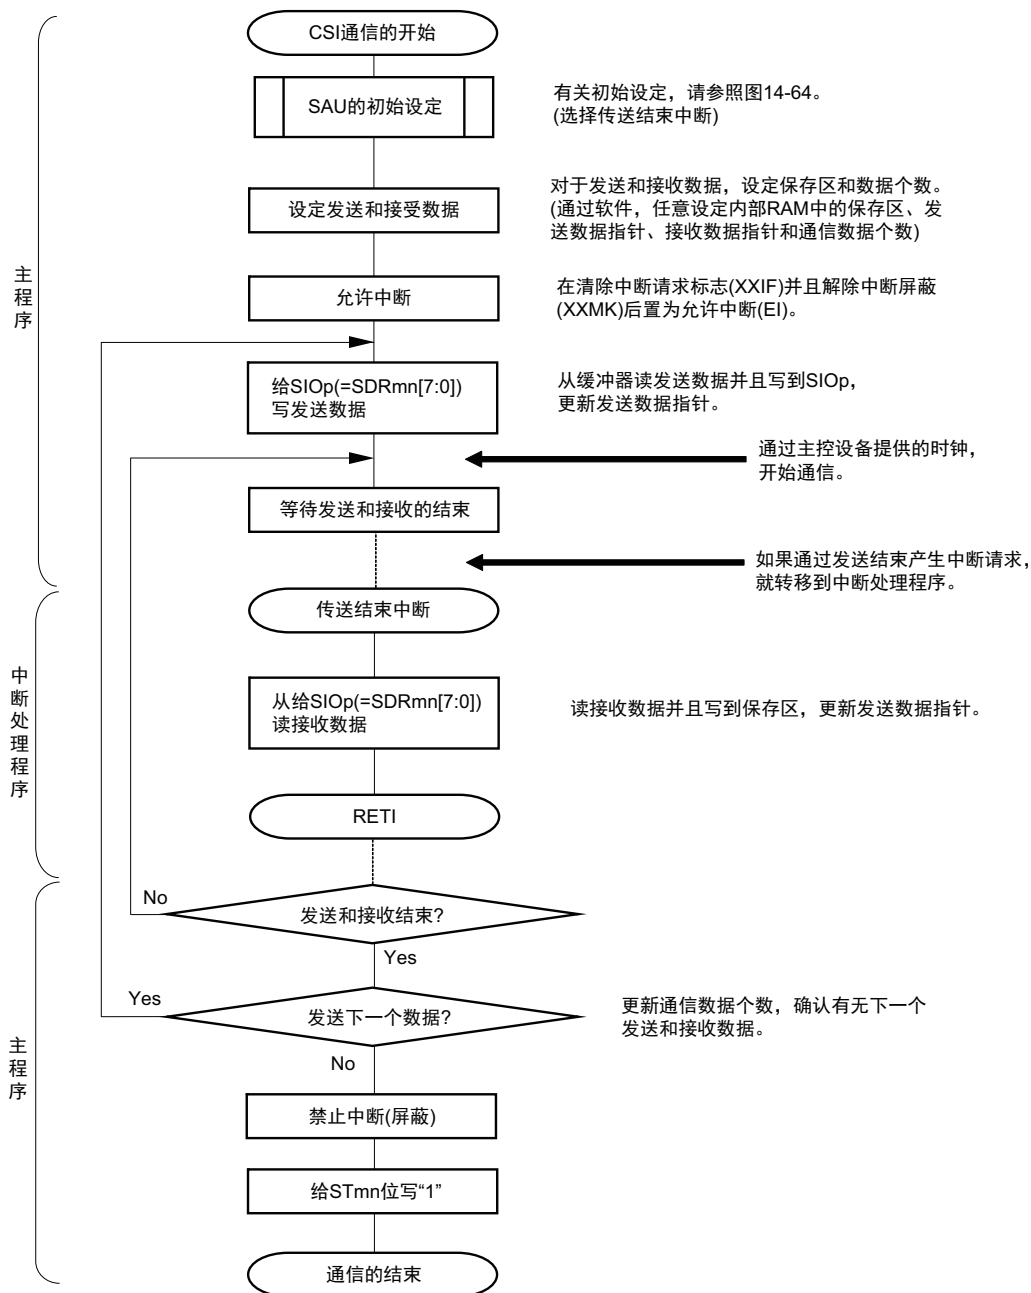 CSI通信的开始
SAU的初始设定
有关初始设定，请参照图14-64。
(选择传送结束中断)
设定发送和接受数据
对于发送和接收数据，设定保存区和数据个数。
(通过软件，任意设定内部RAM中的保存区、发
送数据指针、接收数据指针和通信数据个数)
主程序
允许中断
在清除中断请求标志(XXIF)并且解除中断屏蔽
(XXMK)后置为允许中断(EI)。
给SIOp(=SDRmn[7:0])
写发送数据
从缓冲器读发送数据并且写到SIOp，
更新发送数据指针。
通过主控设备提供的时钟，
开始通信。
等待发送和接收的结束
如果通过发送结束产生中断请求，
就转移到中断处理程序。
传送结束中断
中断处理程序
从给SIOp(=SDRmn[7:0])
读接收数据
读接收数据并且写到保存区，更新发送数据指针。
RETI
No
发送和接收结束?
Yes
Yes
发送下一个数据?
更新通信数据个数，确认有无下一个
发送和接收数据。
No
主程序
禁止中断(屏蔽)
给STmn位写“1”
通信的结束